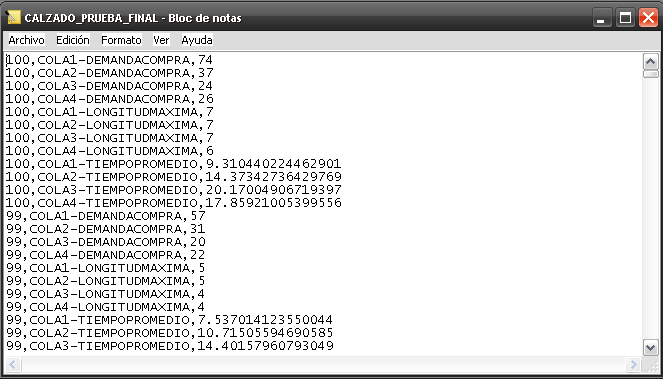 CALZADO_PRUEBA_FINAL - Bloc de notas
Archivo Edición Formato Ver Ayuda
100,COLA1-DEMANDACOMPRA,74
100,COLA2-DEMANDACOMPRA,37
100,COLA3-DEMANDACOMPRA,24
100,COLA4-DEMANDACOMPRA,26
100,COLA1-LONGITUDMAXIMA,7
100,COLA2-LONGITUDMAXIMA,7
100,COLA3-LONGITUDMAXIMA,7
100,COLA4-LONGITUDMAXIMA,6
100,COLA1-TIEMPOPROMEDIO,9.310440224462901
100,COLA2-TIEMPOPROMEDIO,14.37342736429769
100,COLA3-TIEMPOPROMEDIO,20.17004906719397
100,COLA4-TIEMPOPROMEDIO,17.85921005399556
99,COLA1-DEMANDACOMPRA,57
99,COLA2-DEMANDACOMPRA,31
99,COLA3-DEMANDACOMPRA,20
99,COLA4-DEMANDACOMPRA,22
99,COLA1-LONGITUDMAXIMA,5
99,COLA2-LONGITUDMAXIMA,5
99,COLA3-LONGITUDMAXIMA,4
99,COLA4-LONGITUDMAXIMA,4
99,COLA1-TIEMPOPROMEDIO,7.537014123550044
99,COLA2-TIEMPOPROMEDIO,10.71505594690585
99,COLA3-TIEMPOPROMEDIO,14.40157960793049